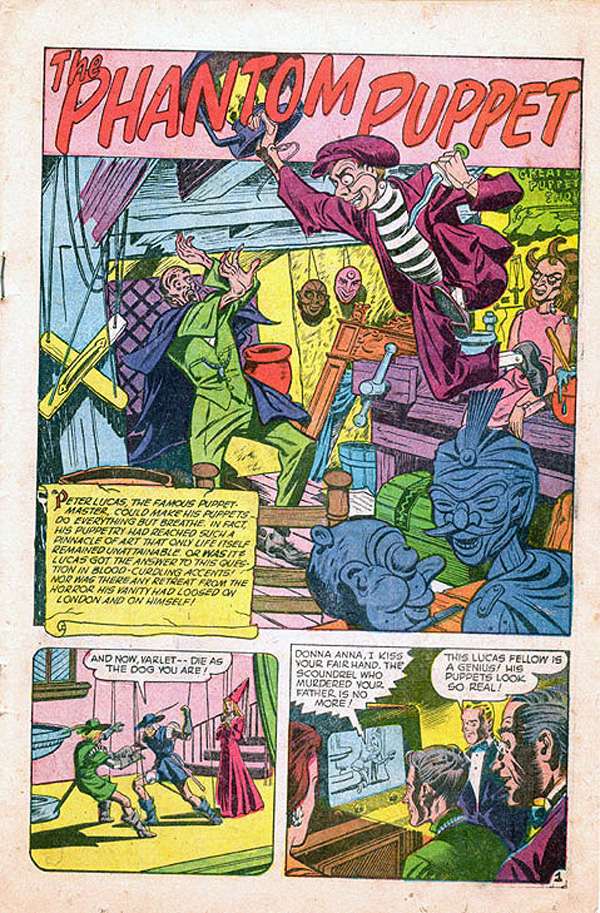 The
PHANTOM PUPPET
GREATER
PUPPET
SHOW
PETER LUCAS, THE FAMOUS PUPPET-
MASTER, COULD MAKE HIS PUPPETS
DO EVERYTHING BUT BREATHE. IN FACT,
HIS PUPPETRY HAD REACHED SUCH A
PINNACLE OF ART THAT ONLY LIFE ITSELF
REMAINED UNATTAINABLE. OR WAS IT?
LUCAS GOT THE ANSWER TO THIS QUES-
TION IN BLOOD-CURDLING ACCENTS!
NOR WAS THERE ANY RETREAT FROM THE
HORROR HIS VANITY HAD LOOSED ON
LONDON AND ON HIMSELF!
AND NOW, VARLET-- DIE AS
THE DOG YOU ARE!
DONNA ANNA, I KISS
YOUR FAIR HAND. THE
SCOUNDREL WHO
MURDERED YOUR
FATHER IS NO
MORE!
THIS LUCAS FELLOW IS
A GENIUS! HIS
PUPPETS LOOK
SO REAL!
1